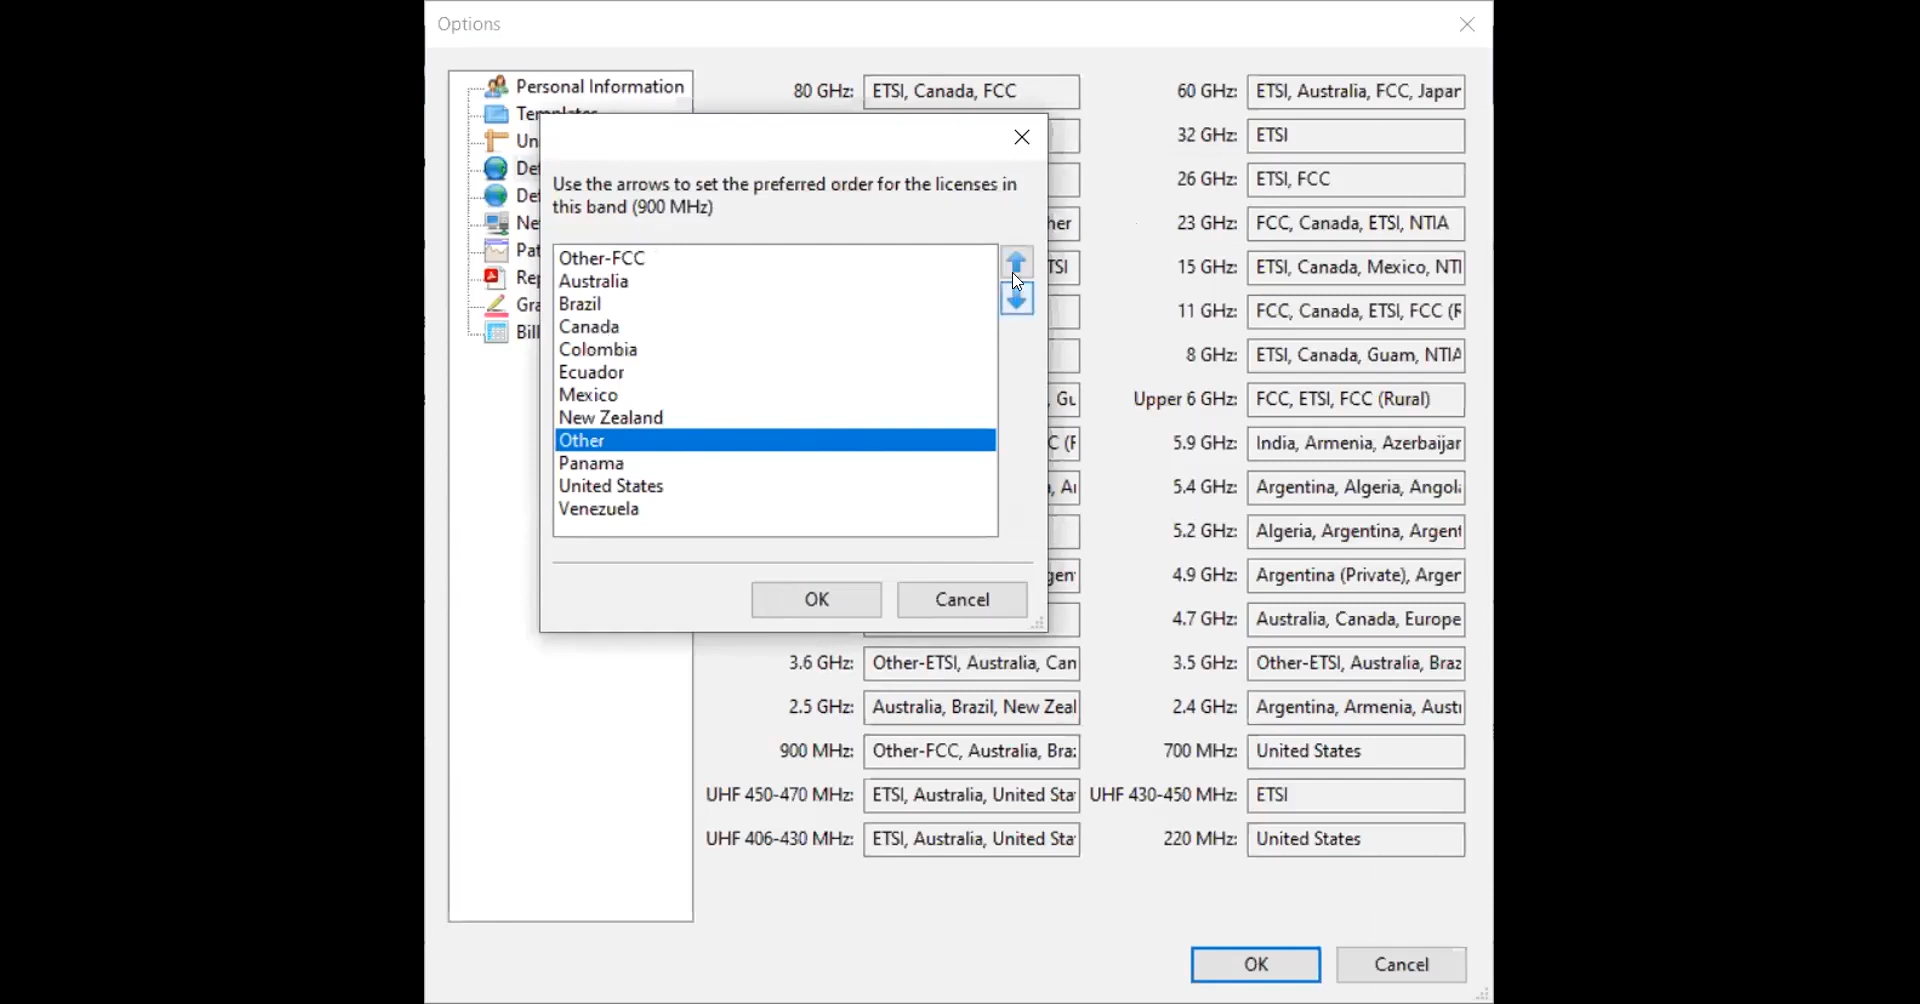 Options
Personal Information
Templates
80 GHz: ETSI, Canada, FCC
60 GHz: ETSI, Australia, FCC, Japan
32 GHz: ETSI
26 GHz: ETSI, FCC
23 GHz: FCC, Canada, ETSI, NTIA
15 GHz: ETSI, Canada, Mexico, NTI
11 GHz: FCC, Canada, ETSI, FCC (R
8 GHz: ETSI, Canada, Guam, NTIA
Upper 6 GHz: FCC, ETSI, FCC (Rural)
5.9 GHz: India, Armenia, Azerbaijan
5.4 GHz: Argentina, Algeria, Angola
5.2 GHz: Algeria, Argentina, Argent
4.9 GHz: Argentina (Private), Argen
4.7 GHz: Australia, Canada, Europe
3.6 GHz: Other-ETSI, Australia, Can
3.5 GHz: Other-ETSI, Australia, Braz
2.5 GHz: Australia, Brazil, New Zeal
2.4 GHz: Argentina, Armenia, Austr
900 MHz: Other-FCC, Australia, Braz
700 MHz: United States
UHF 450-470 MHz: ETSI, Australia, United Sta
UHF 430-450 MHz: ETSI
UHF 406-430 MHz: ETSI, Australia, United Sta
220 MHz: United States
Use the arrows to set the preferred order for the licenses in
this band (900 MHz)
Other-FCC
Australia
Brazil
Canada
Colombia
Ecuador
Mexico
New Zealand
Other
Panama
United States
Venezuela
OK
Cancel
OK
Cancel